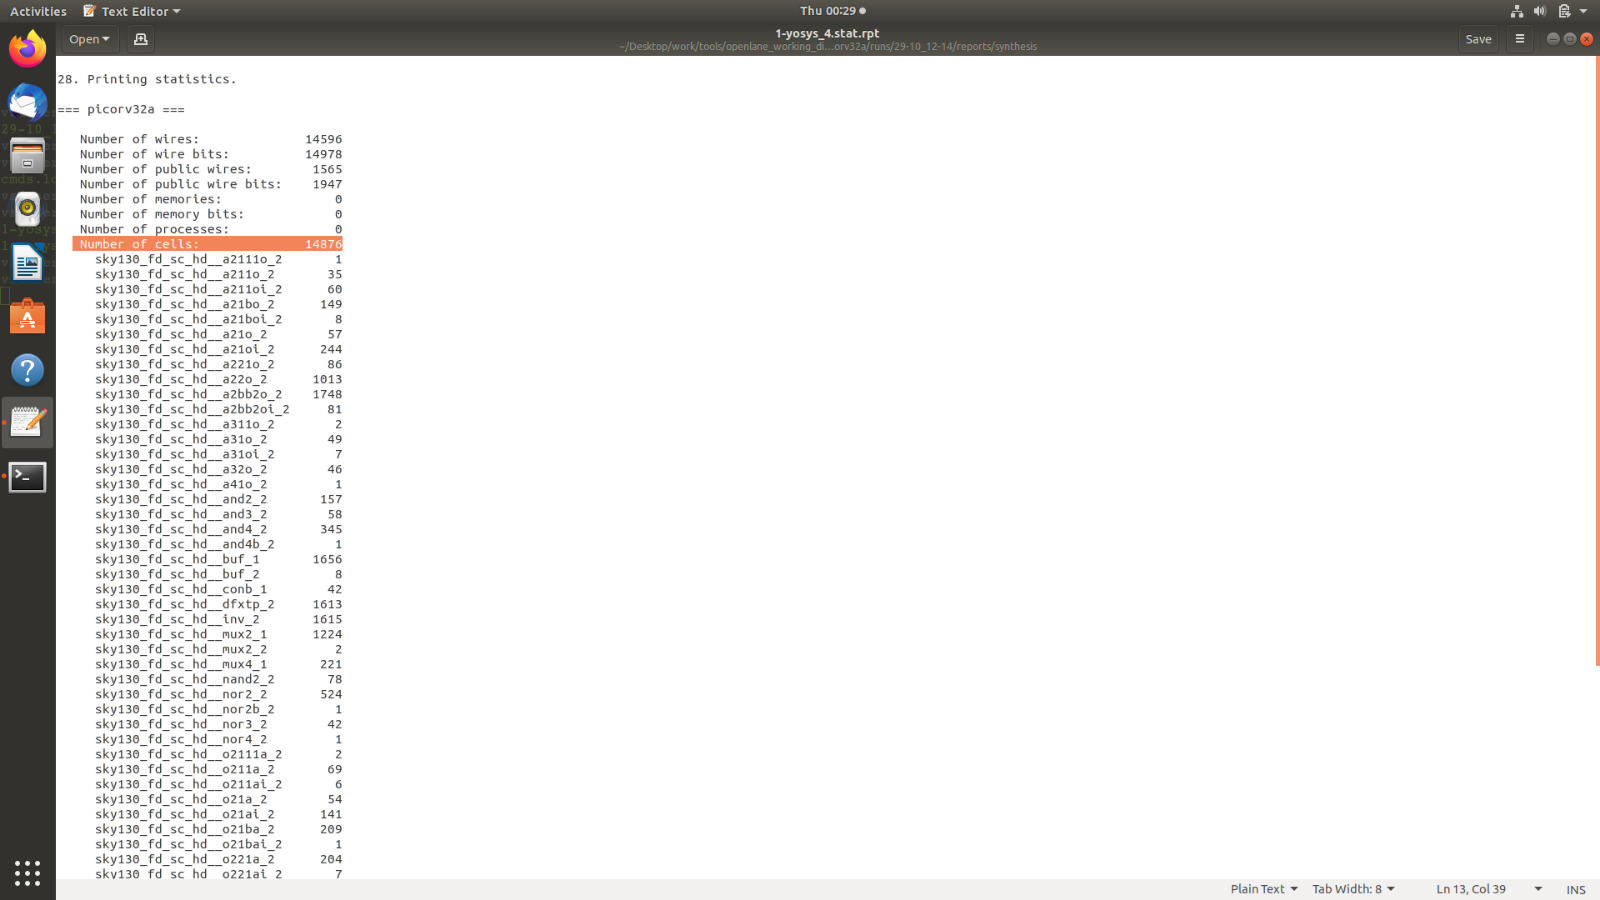 Activities Text Editor Thu 00:29
Open 1-yosys_4.stat.rpt Save
~/Desktop/work/tools/openlane_working_di...orv32a/runs/29-10_12-14/reports/synthesis
28. Printing statistics.
=== picorv32a ===
Number of wires: 14596
Number of wire bits: 14978
Number of public wires: 1565
Number of public wire bits: 1947
Number of memories: 0
Number of memory bits: 0
Number of processes: 0
Number of cells: 14876
sky130_fd_sc_hd__a2111o_2 1
sky130_fd_sc_hd__a211o_2 35
sky130_fd_sc_hd__a211oi_2 60
sky130_fd_sc_hd__a21bo_2 149
sky130_fd_sc_hd__a21boi_2 8
sky130_fd_sc_hd__a21o_2 57
sky130_fd_sc_hd__a21oi_2 244
sky130_fd_sc_hd__a221o_2 86
sky130_fd_sc_hd__a22o_2 1013
sky130_fd_sc_hd__a2bb2o_2 1748
sky130_fd_sc_hd__a2bb2oi_2 81
sky130_fd_sc_hd__a311o_2 2
sky130_fd_sc_hd__a31o_2 49
sky130_fd_sc_hd__a31oi_2 7
sky130_fd_sc_hd__a32o_2 46
sky130_fd_sc_hd__a41o_2 1
sky130_fd_sc_hd__and2_2 157
sky130_fd_sc_hd__and3_2 58
sky130_fd_sc_hd__and4_2 345
sky130_fd_sc_hd__and4b_2 1
sky130_fd_sc_hd__buf_1 1656
sky130_fd_sc_hd__buf_2 8
sky130_fd_sc_hd__conb_1 42
sky130_fd_sc_hd__dfxtp_2 1613
sky130_fd_sc_hd__inv_2 1615
sky130_fd_sc_hd__mux2_1 1224
sky130_fd_sc_hd__mux2_2 2
sky130_fd_sc_hd__mux4_1 221
sky130_fd_sc_hd__nand2_2 78
sky130_fd_sc_hd__nor2_2 524
sky130_fd_sc_hd__nor2b_2 1
sky130_fd_sc_hd__nor3_2 42
sky130_fd_sc_hd__nor4_2 1
sky130_fd_sc_hd__o2111a_2 2
sky130_fd_sc_hd__o211a_2 69
sky130_fd_sc_hd__o211ai_2 6
sky130_fd_sc_hd__o21a_2 54
sky130_fd_sc_hd__o21ai_2 141
sky130_fd_sc_hd__o21ba_2 209
sky130_fd_sc_hd__o21bai_2 1
sky130_fd_sc_hd__o221a_2 204
sky130_fd_sc_hd__o221ai_2 7
Plain Text Tab Width: 8 Ln 13, Col 39 INS